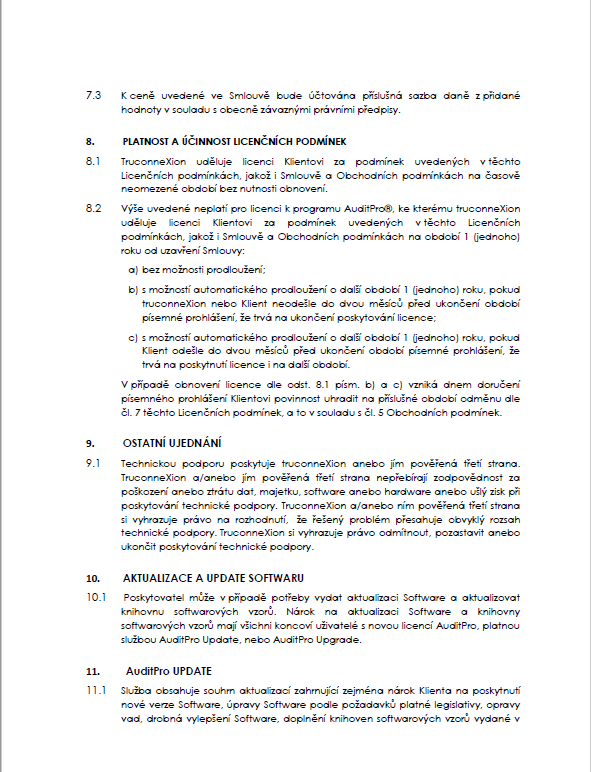 7.3 K ceně uvedené ve Smlouvě bude účtována příslušná sazba daně z přidané
hodnoty v souladu s obecně závaznými právními předpisy.
8. PLATNOST A ÚČINNOST LICENČNÍCH PODMÍNEK
8.1 TruconneXion uděluje licenci Klientovi za podmínek uvedených v těchto
Licenčních podmínkách, jakož i Smlouvě a Obchodních podmínkách na časově
neomezené období bez nutnosti obnovení.
8.2 Výše uvedené neplatí pro licenci k programu AuditPro®, ke kterému truconneXion
uděluje licenci Klientovi za podmínek uvedených v těchto Licenčních
podmínkách, jakož i Smlouvě a Obchodních podmínkách na období 1 (jednoho)
roku od uzavření Smlouvy:
a) bez možnosti prodloužení;
b) s možností automatického prodloužení o další období 1 (jednoho) roku, pokud
truconneXion nebo Klient neodešle do dvou měsíců před ukončení období
písemné prohlášení, že trvá na ukončení poskytování licence;
c) s možností automatického prodloužení o další období 1 (jednoho) roku, pokud
Klient odešle do dvou měsíců před ukončení období písemné prohlášení, že
trvá na poskytnutí licence i na další období.
V případě obnovení licence dle odst. 8.1 písm. b) a c) vzniká dnem doručení
písemného prohlášení Klientovi povinnost uhradit na příslušné období odměnu dle
čl. 7 těchto Licenčních podmínek, a to v souladu s čl. 5 Obchodních podmínek.
9. OSTATNÍ UJEDNÁNÍ
9.1 Technickou podporu poskytuje truconneXion anebo jím pověřená třetí strana.
TruconneXion a/anebo jím pověřená třetí strana nepřebírají zodpovědnost za
poškození anebo ztrátu dat, majetku, software anebo hardware anebo ušlý zisk při
poskytování technické podpory. TruconneXion a/anebo ním pověřená třetí strana
si vyhrazuje právo na rozhodnutí, že řešený problém přesahuje obvyklý rozsah
technické podpory. TruconneXion si vyhrazuje právo odmítnout, pozastavit anebo
ukončit poskytování technické podpory.
10. AKTUALIZACE A UPDATE SOFTWARU
10.1 Poskytovatel může v případě potřeby vydat aktualizaci Software a aktualizovat
knihovnu softwarových vzorů. Nárok na aktualizaci Software a knihovny
softwarových vzorů mají všichni koncoví uživatelé s novou licencí AuditPro, platnou
službou AuditPro Update, nebo AuditPro Upgrade.
11. AuditPro UPDATE
11.1 Služba obsahuje souhrn aktualizací zahrnující zejména nárok Klienta na poskytnutí
nové verze Software, úpravy Software podle požadavků platné legislativy, opravy
vad, drobná vylepšení Software, doplnění knihoven softwarových vzorů vydané v